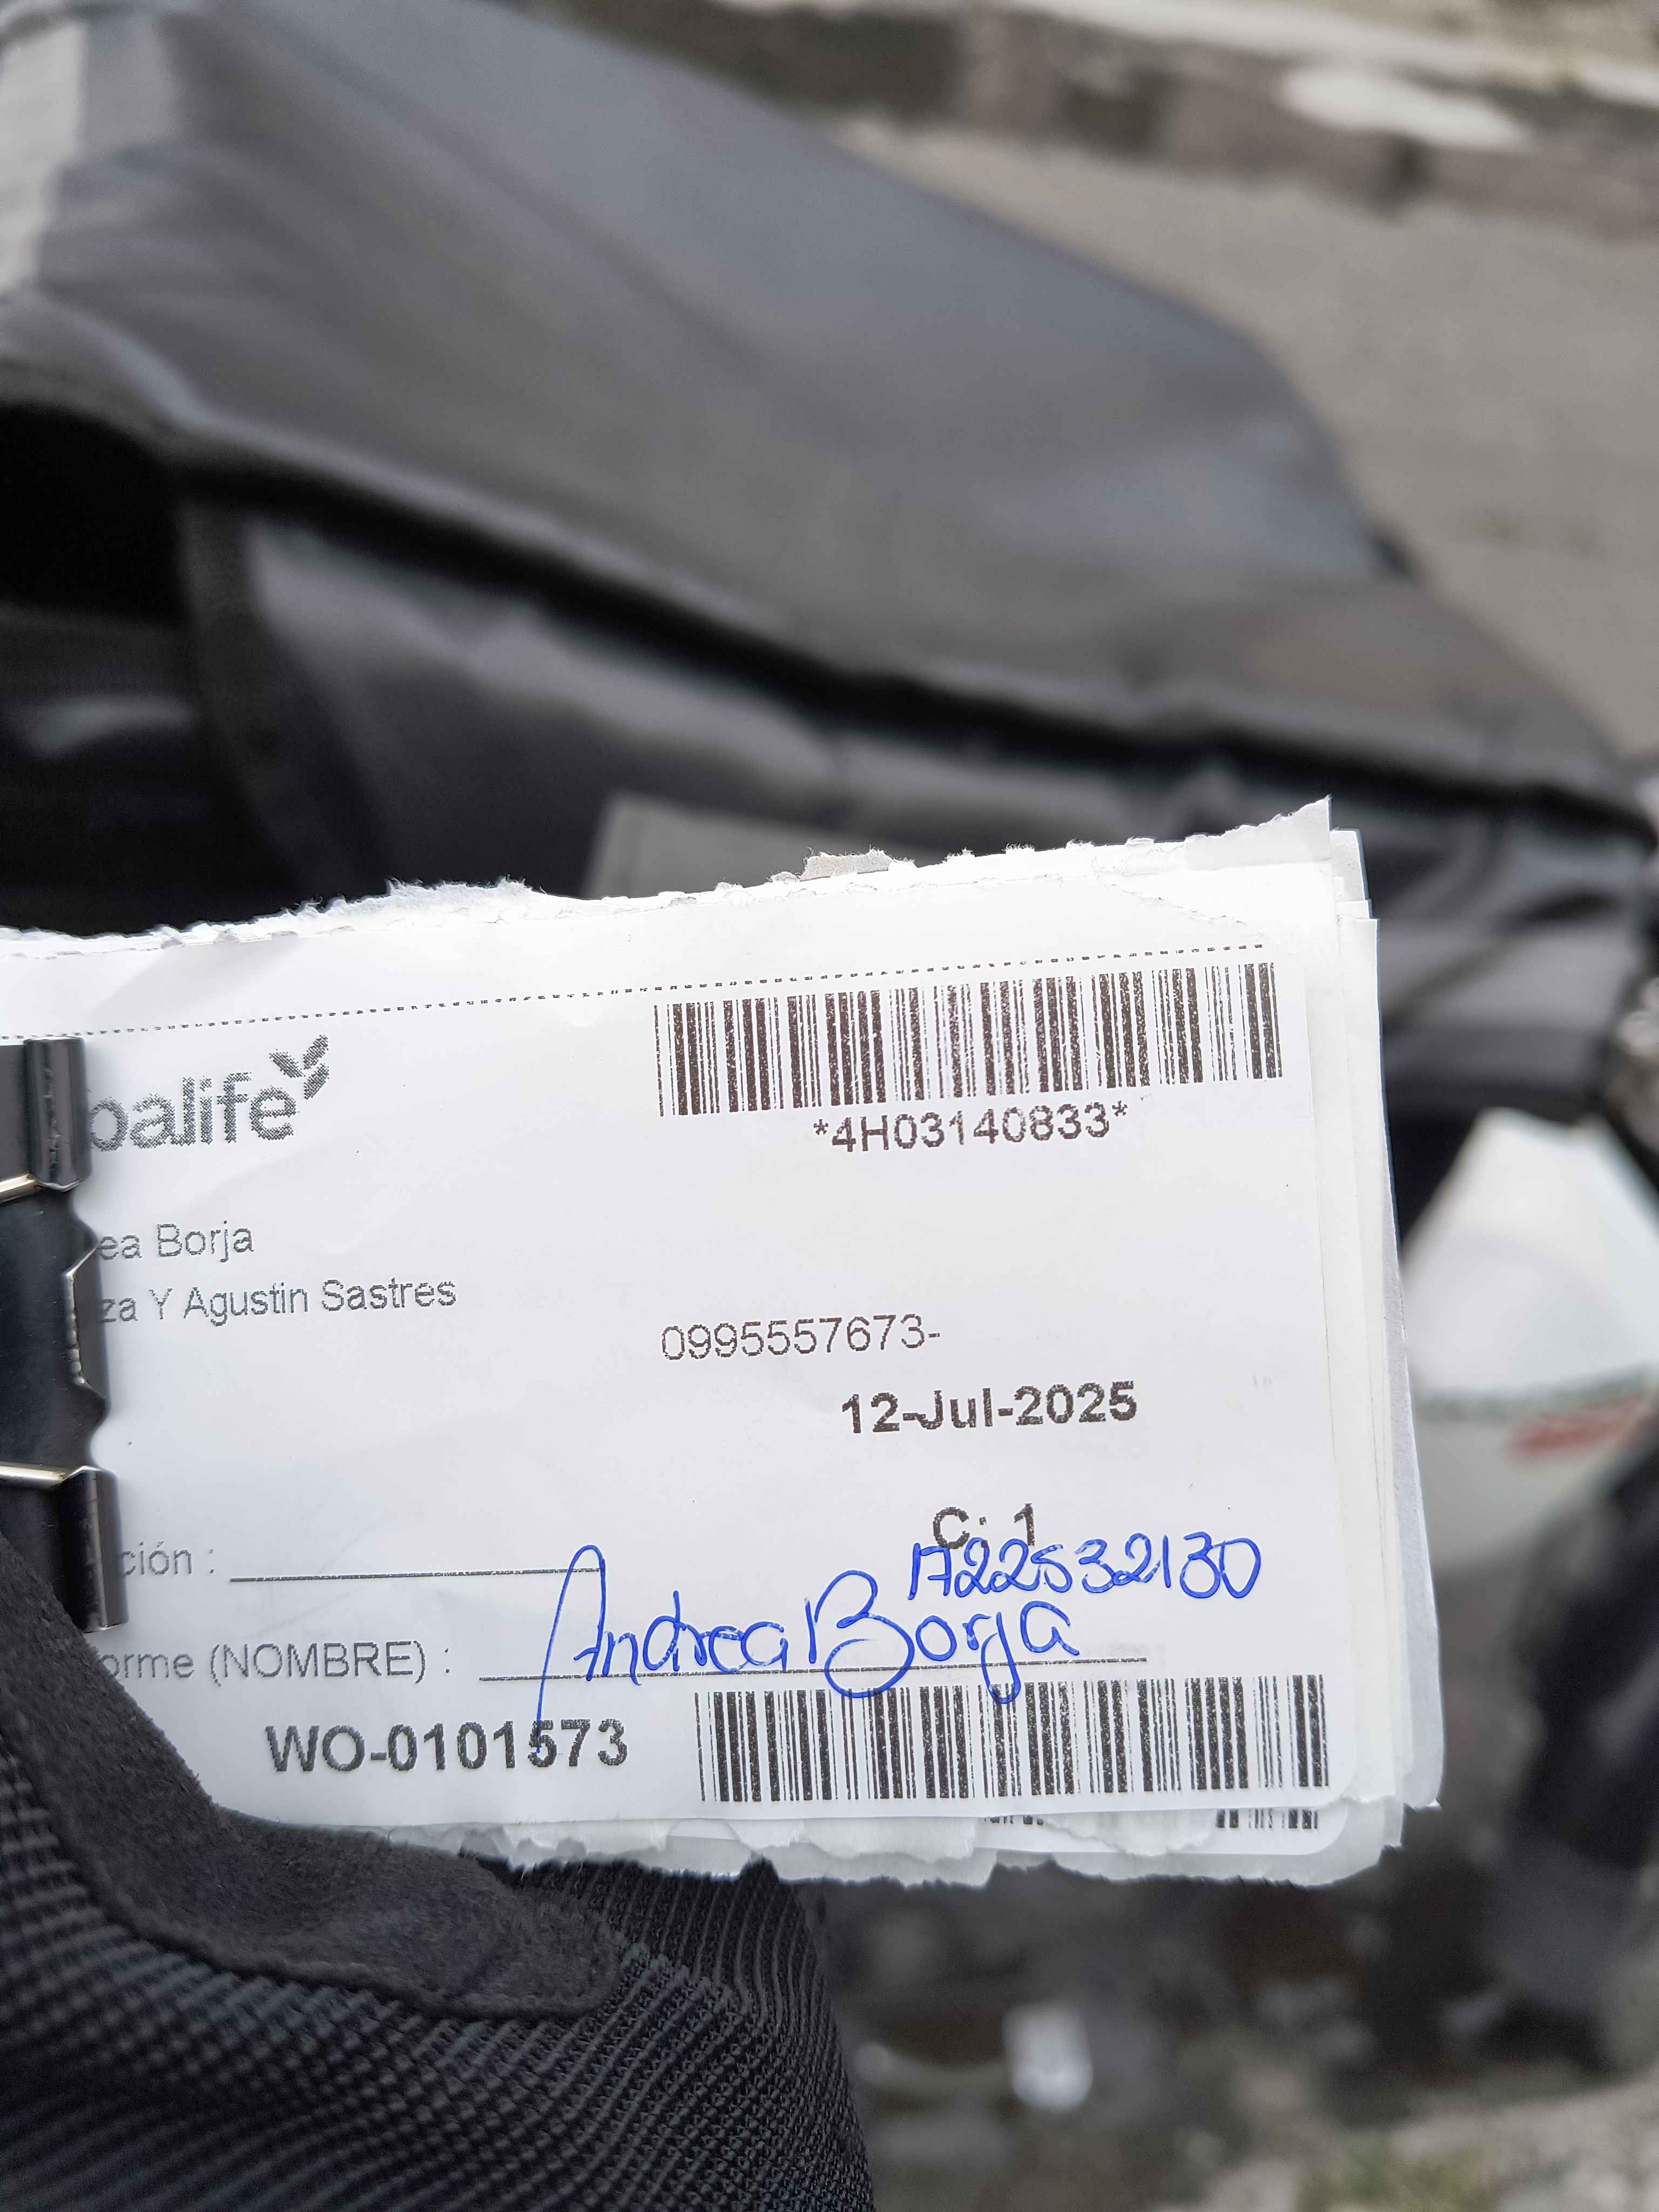 balife
*4H03140833*
ea Borja
za Y Agustin Sastres
0995557673-
12-Jul-2025
C: 1
ción :
1722532130
Andrea Borja
orme (NOMBRE) :
WO-0101573